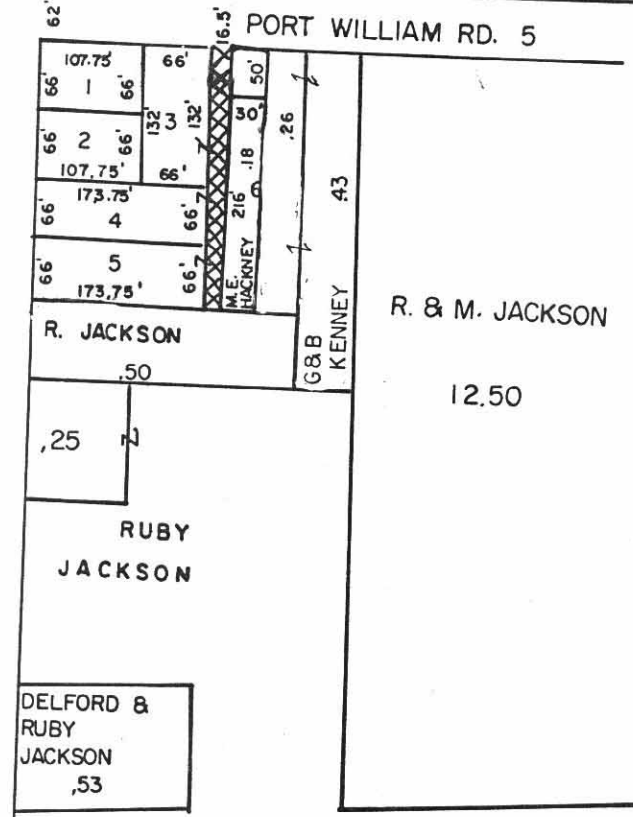 62'
16.5'
PORT WILLIAM RD. 5
107.75'
66'
1
66'
66'
50'
132'
3
132'
30'
.26
66'
2
66'
107.75'
66'
.18
6
.43
173.75'
66'
4
66'
216'
66'
5
66'
173.75'
M. E.
HACKNEY
G&B
KENNEY
R. & M. JACKSON
12.50
R. JACKSON
.50
,25
RUBY
JACKSON
DELFORD &
RUBY
JACKSON
,53